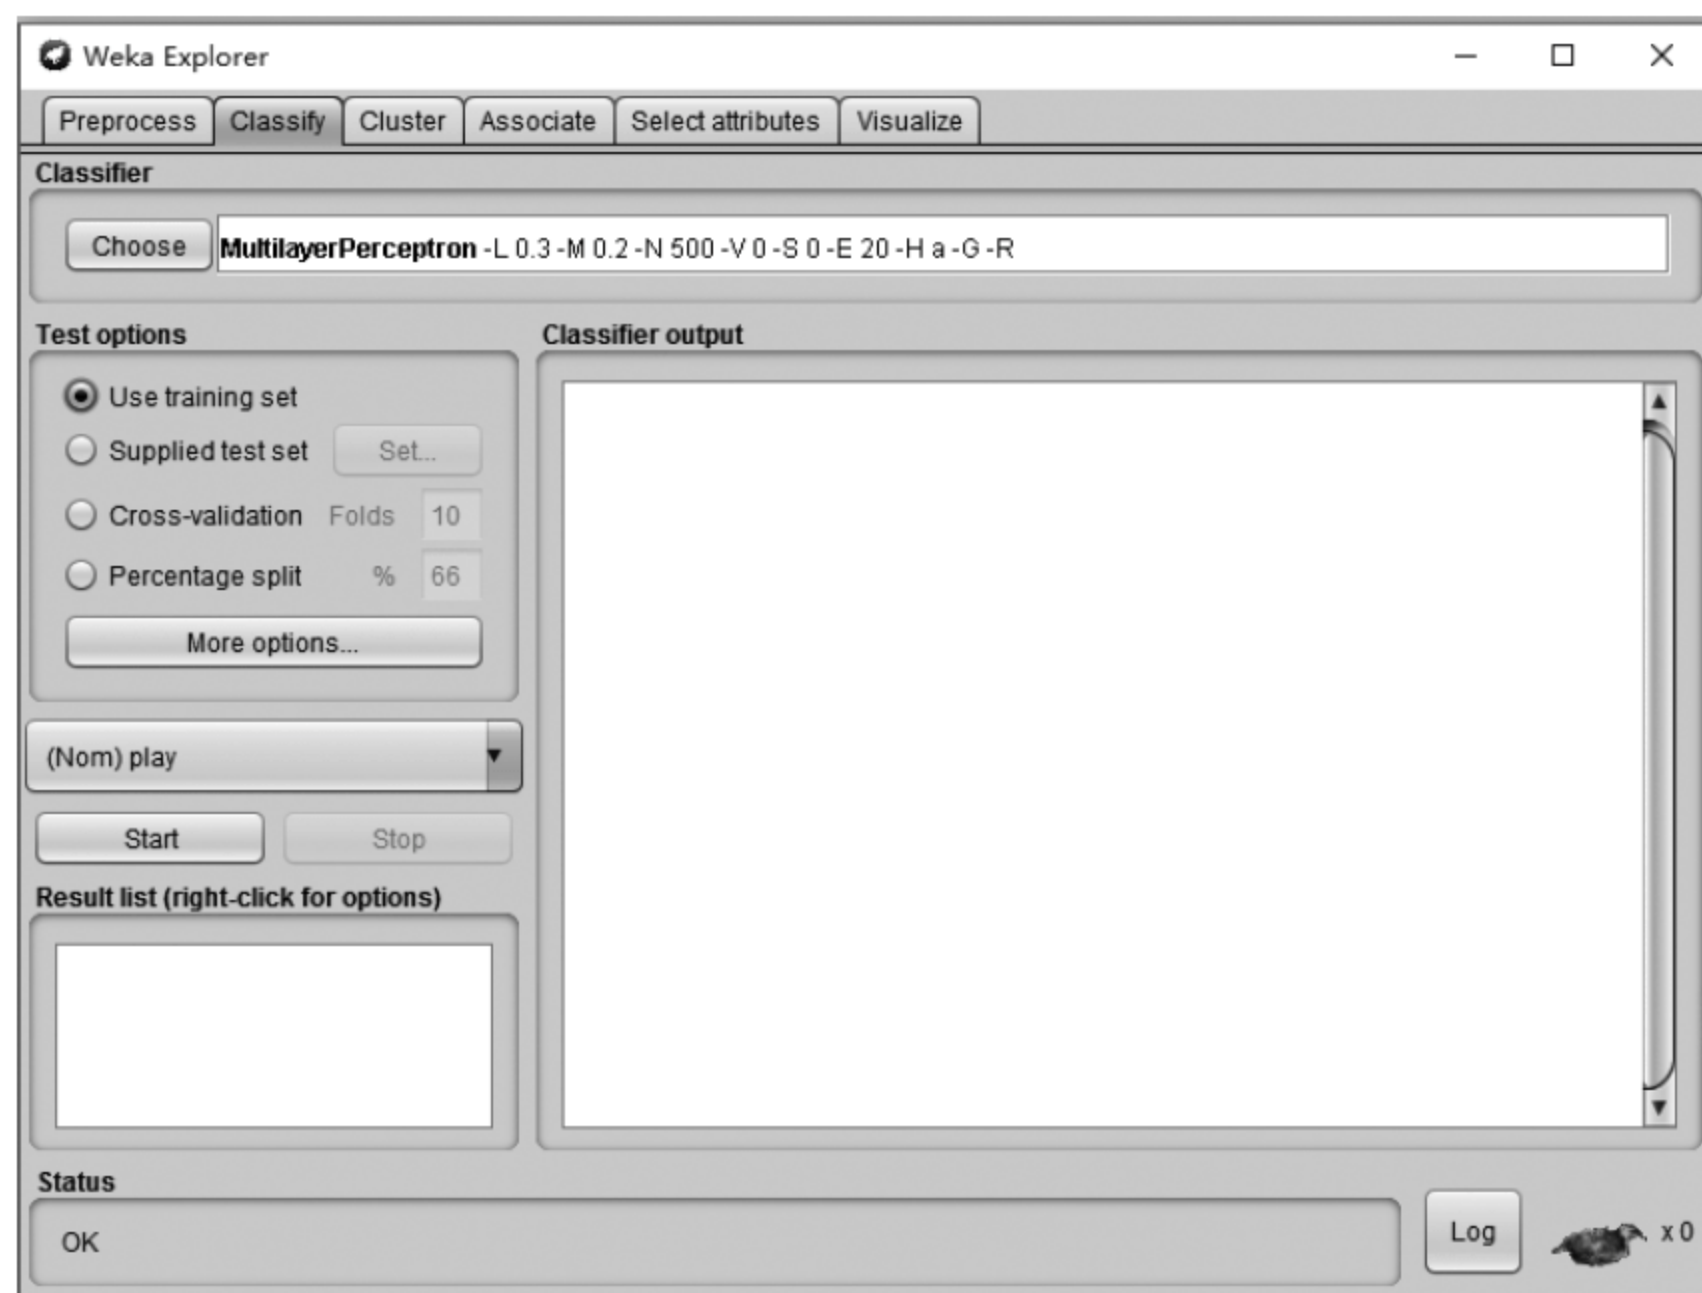 Weka Explorer
Preprocess Classify Cluster Associate Select attributes Visualize
Classifier
Choose MultilayerPerceptron -L 0.3 -M 0.2 -N 500 -V 0 -S 0 -E 20 -H a -G -R
Test options
Use training set
Supplied test set Set...
Cross-validation Folds 10
Percentage split % 66
More options...
(Nom) play
Start Stop
Result list (right-click for options)
Classifier output
Status
OK
Log x 0